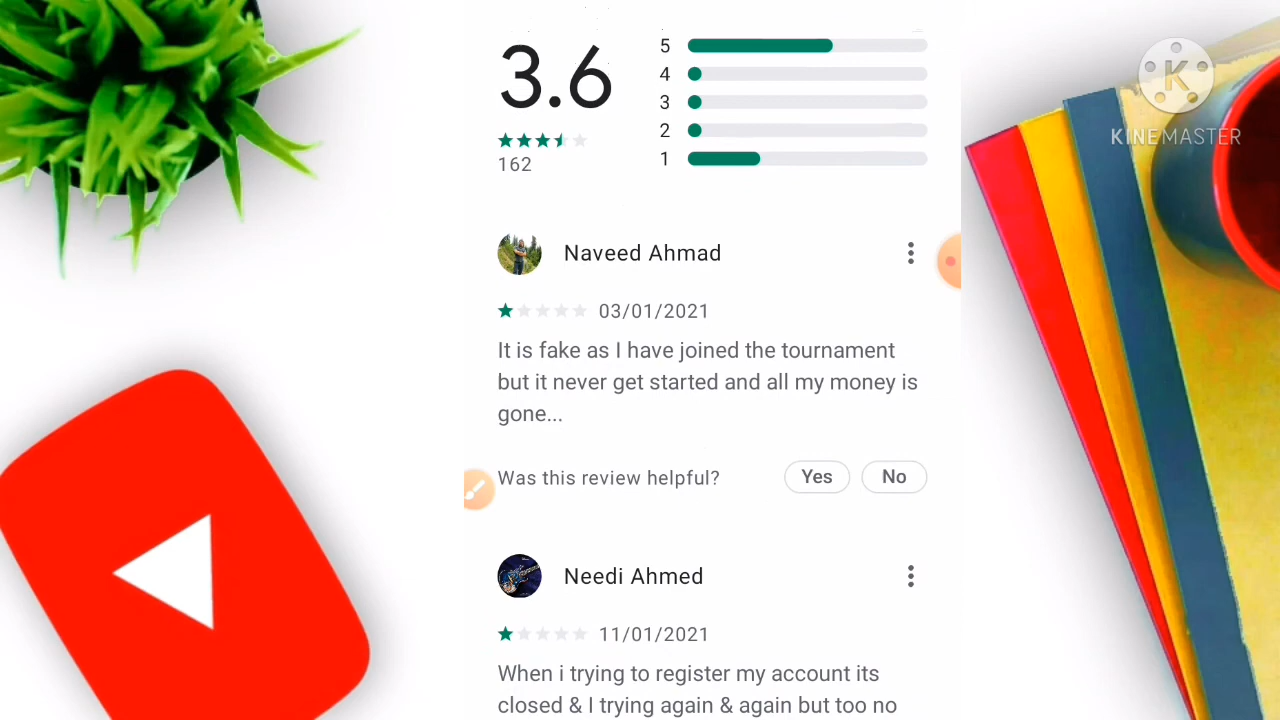 3.6
5
4
3
2
1
162
Naveed Ahmad
03/01/2021
It is fake as I have joined the tournament
but it never get started and all my money is
gone...
Was this review helpful?
Yes
No
Needi Ahmed
11/01/2021
When i trying to register my account its
closed & I trying again & again but too no
K
KINEMASTER